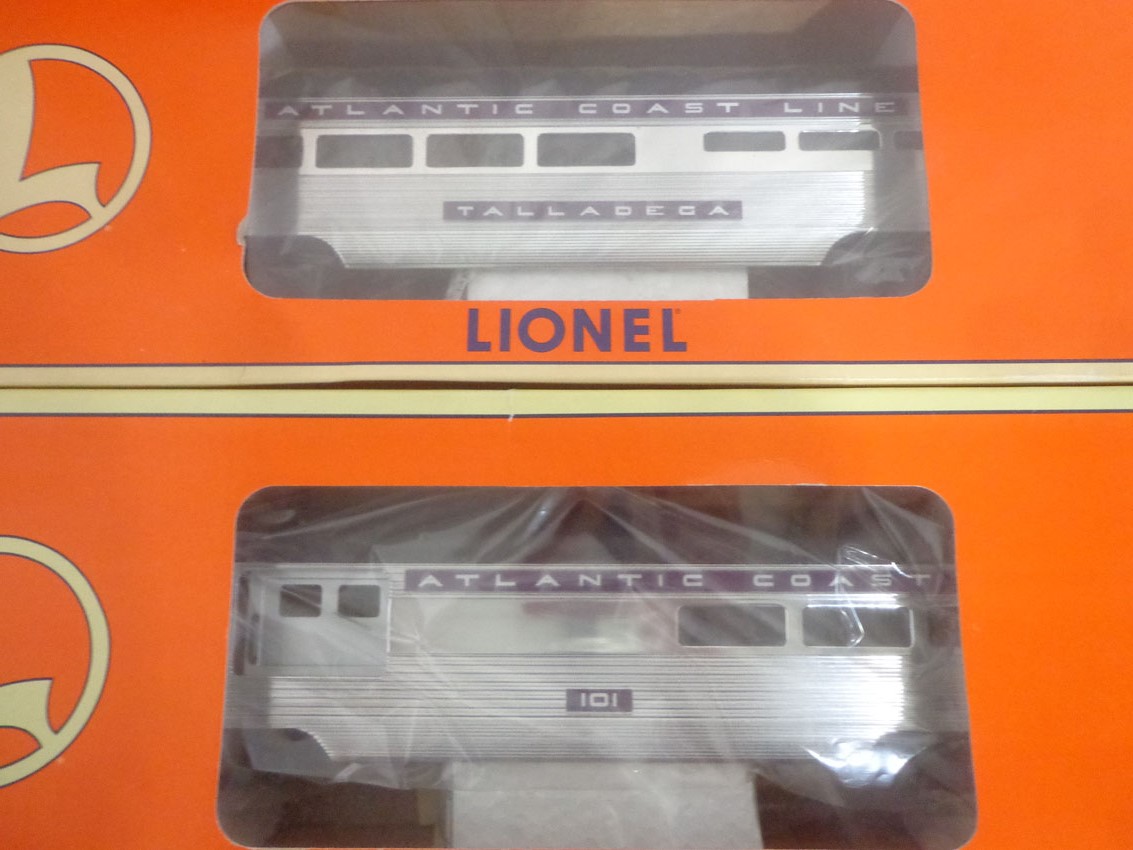 ATLANTIC COAST LINE
TALLADEGA
LIONEL
ATLANTIC COAST
101